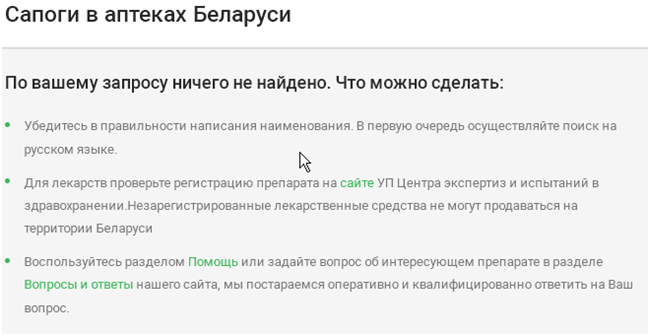 Сапоги в аптеках Беларуси
По вашему запросу ничего не найдено. Что можно сделать:
Убедитесь в правильности написания наименования. В первую очередь осуществляйте поиск на
русском языке.
Для лекарств проверьте регистрацию препарата на сайте УП Центра экспертиз и испытаний в
здравохранении.Незарегистрированные лекарственные средства не могут продаваться на
территории Беларуси
Воспользуйтесь разделом Помощь или задайте вопрос об интересующем препарате в разделе
Вопросы и ответы нашего сайта, мы постараемся оперативно и квалифицированно ответить на Ваш
вопрос.